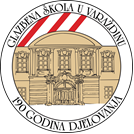 GLAZBENA ŠKOLA U VARAŽDINU
190 GODINA DJELOVANJA